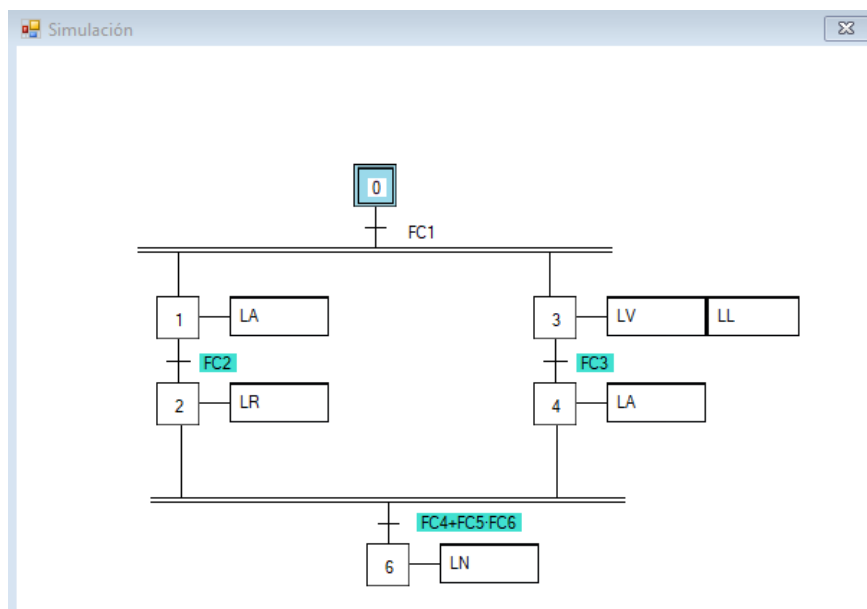 Simulación
0
FC1
1 LA 3 LV LL
FC2 FC3
2 LR 4 LA
FC4+FC5·FC6
6 LN